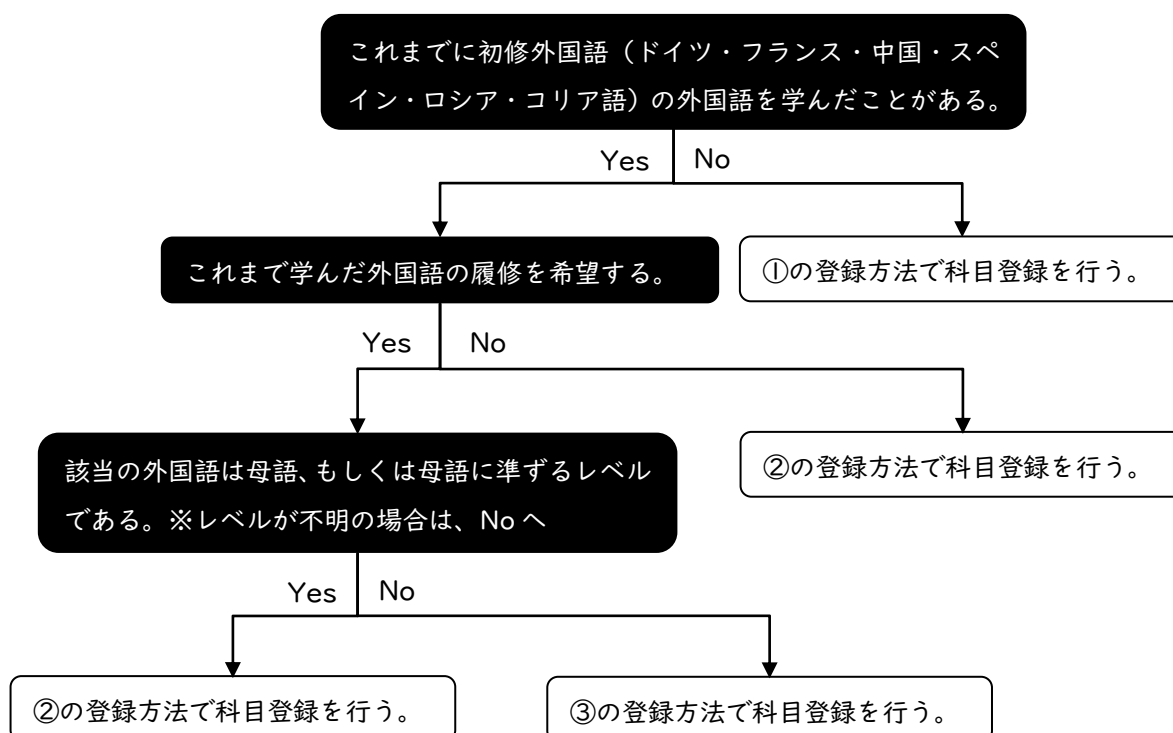 これまでに初修外国語（ドイツ・フランス・中国・スペ
イン・ロシア・コリア語）の外国語を学んだことがある。
Yes No
これまで学んだ外国語の履修を希望する。
①の登録方法で科目登録を行う。
Yes No
該当の外国語は母語、もしくは母語に準ずるレベル
である。※レベルが不明の場合は、No へ
②の登録方法で科目登録を行う。
Yes No
②の登録方法で科目登録を行う。
③の登録方法で科目登録を行う。